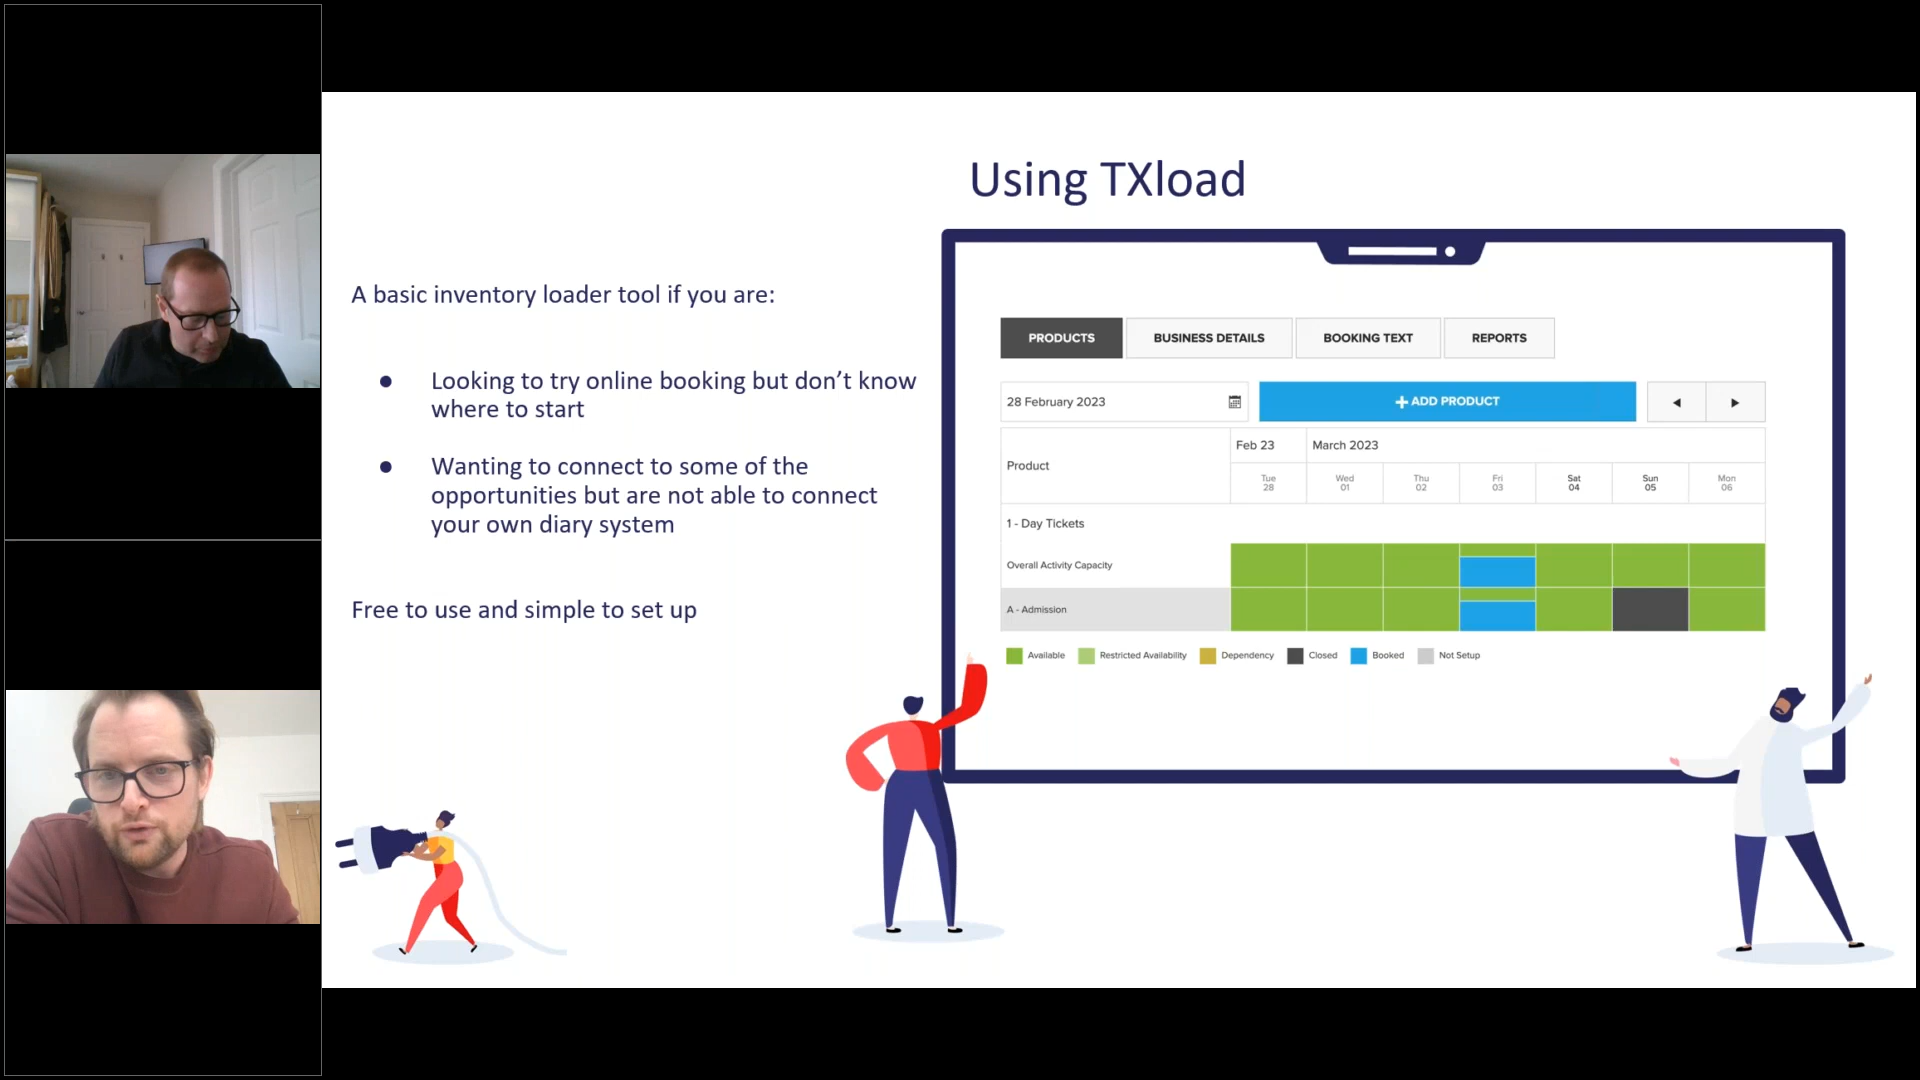 Using TXload
A basic inventory loader tool if you are:
● Looking to try online booking but don’t know
where to start
● Wanting to connect to some of the
opportunities but are not able to connect
your own diary system
Free to use and simple to set up
PRODUCTS BUSINESS DETAILS BOOKING TEXT REPORTS
28 February 2023 + ADD PRODUCT ◀ ▶
Product Feb 23 March 2023
Tue Wed Thu Fri Sat Sun Mon
28 01 02 03 04 05 06
1 - Day Tickets
Overall Activity Capacity
A - Admission
Available Restricted Availability Dependency Closed Booked Not Setup